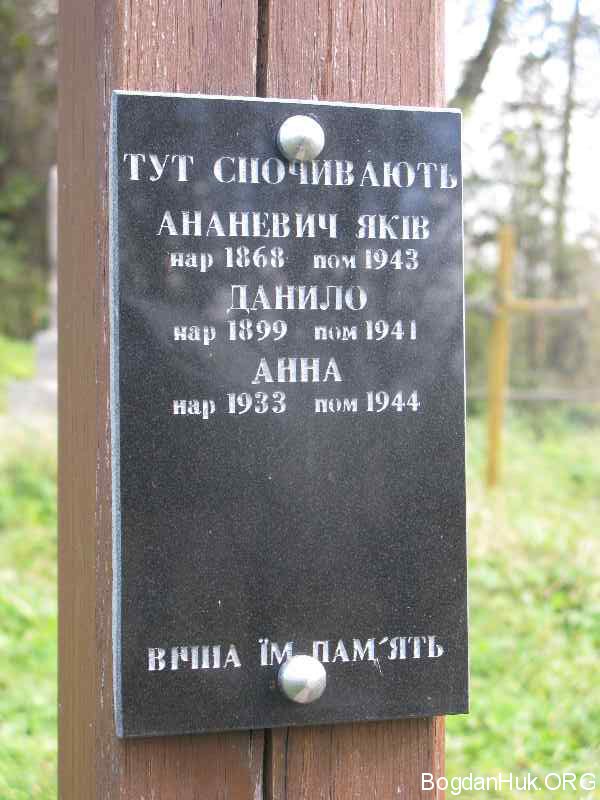 ТУТ СПОЧИВАЮТЬ
АНАНЕВИЧ ЯКІВ
нар 1868 пом 1943
ДАНИЛО
нар 1899 пом 1941
АННА
нар 1933 пом 1944
ВІЧНА ЇМ ПАМ´ЯТЬ
BogdanHuk.ORG